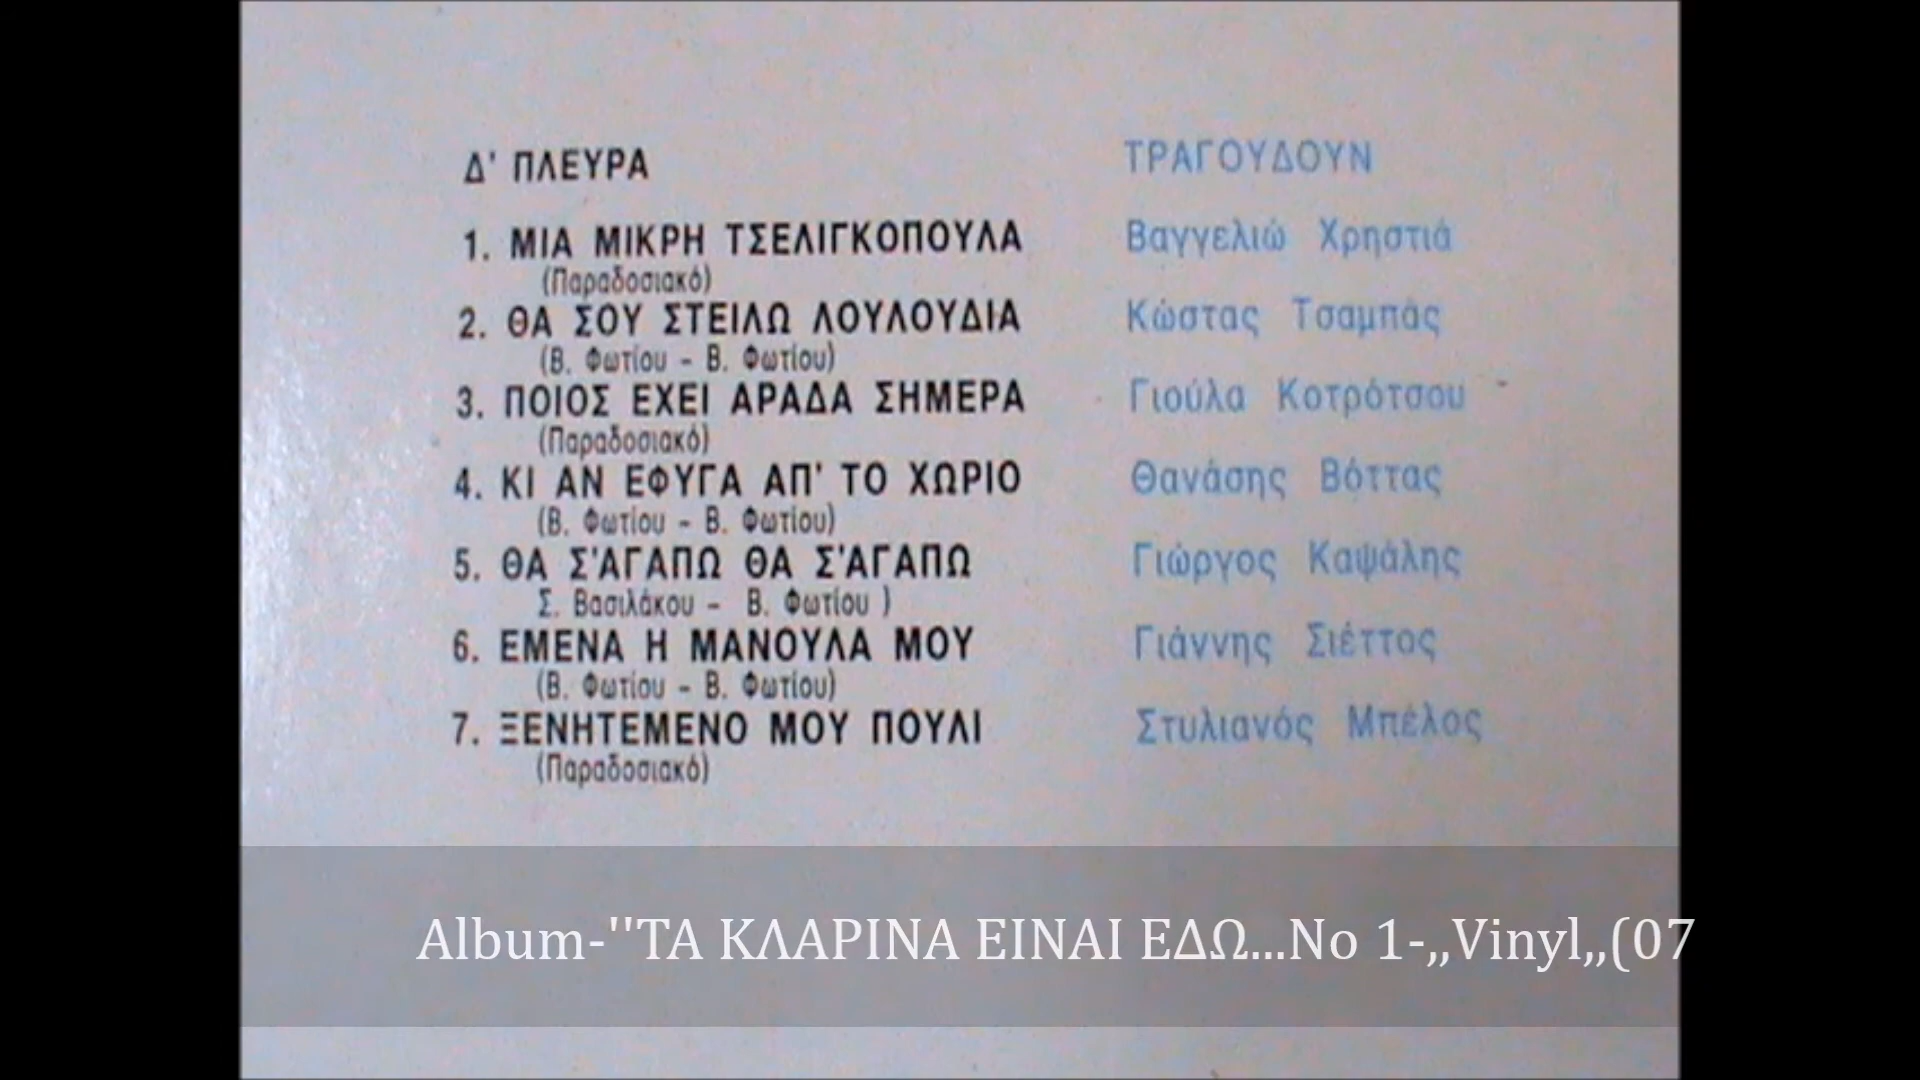 Δ' ΠΛΕΥΡΑ ΤΡΑΓΟΥΔΟΥΝ
1. ΜΙΑ ΜΙΚΡΗ ΤΣΕΛΙΓΚΟΠΟΥΛΑ Βαγγελιώ Χρηστιά
(Παραδοσιακό)
2. ΘΑ ΣΟΥ ΣΤΕΙΛΩ ΛΟΥΛΟΥΔΙΑ Κώστας Τσαμπάς
(Β. Φωτίου - Β. Φωτίου)
3. ΠΟΙΟΣ ΕΧΕΙ ΑΡΑΔΑ ΣΗΜΕΡΑ Γιούλα Κοτρότσου
(Παραδοσιακό)
4. ΚΙ ΑΝ ΕΦΥΓΑ ΑΠ' ΤΟ ΧΩΡΙΟ Θανάσης Βόττας
(Β. Φωτίου - Β. Φωτίου)
5. ΘΑ Σ'ΑΓΑΠΩ ΘΑ Σ'ΑΓΑΠΩ Γιώργος Καψάλης
Σ. Βασιλάκου - Β. Φωτίου )
6. ΕΜΕΝΑ Η ΜΑΝΟΥΛΑ ΜΟΥ Γιάννης Σιέττος
(Β. Φωτίου - Β. Φωτίου)
7. ΞΕΝΗΤΕΜΕΝΟ ΜΟΥ ΠΟΥΛΙ Στυλιανός Μπέλος
(Παραδοσιακό)
Album-''ΤΑ ΚΛΑΡΙΝΑ ΕΙΝΑΙ ΕΔΩ...Νο 1-,,Vinyl,,(07